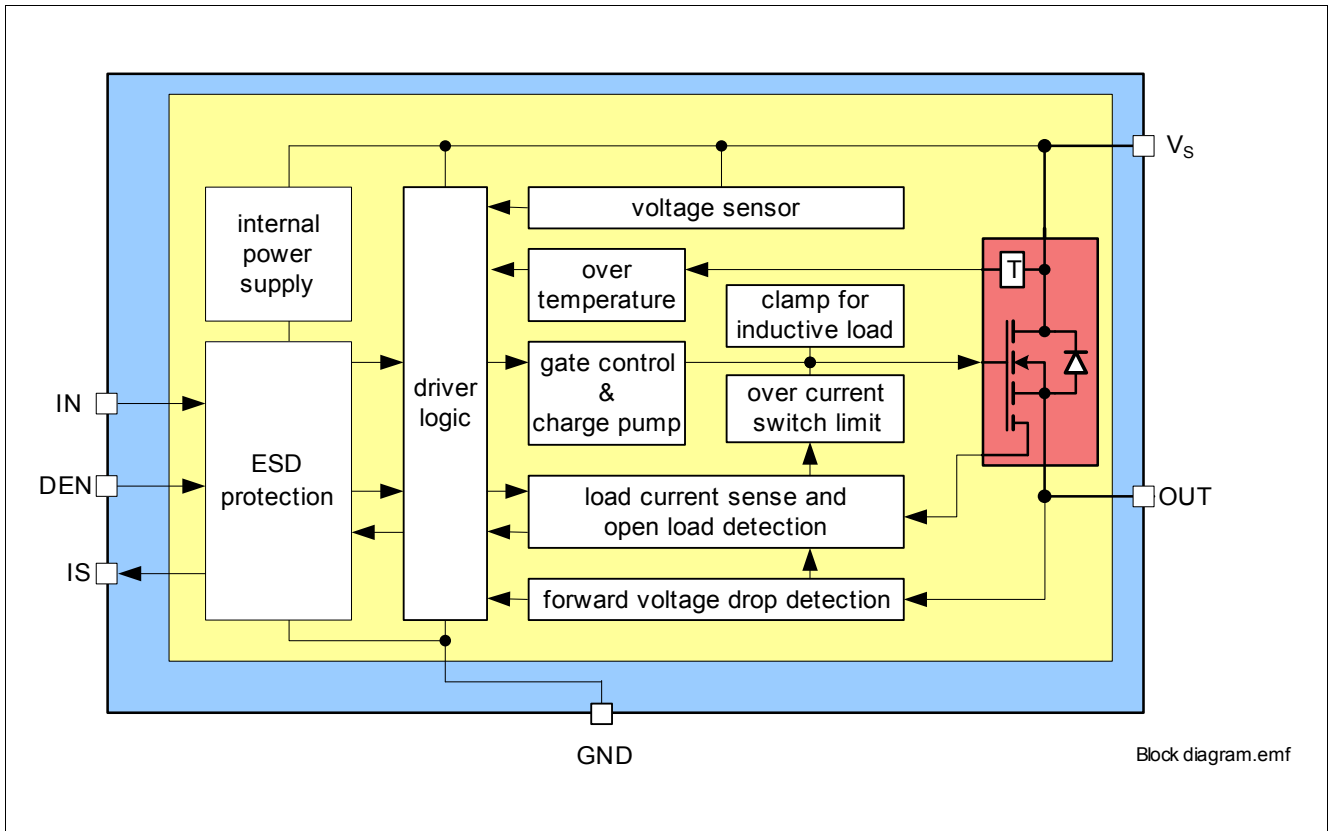 V_S
voltage sensor
internal
power
supply
over
temperature
T
clamp for
inductive load
gate control
&
charge pump
driver
logic
over current
switch limit
IN
ESD
protection
DEN
load current sense and
open load detection
OUT
IS
forward voltage drop detection
GND
Block diagram.emf